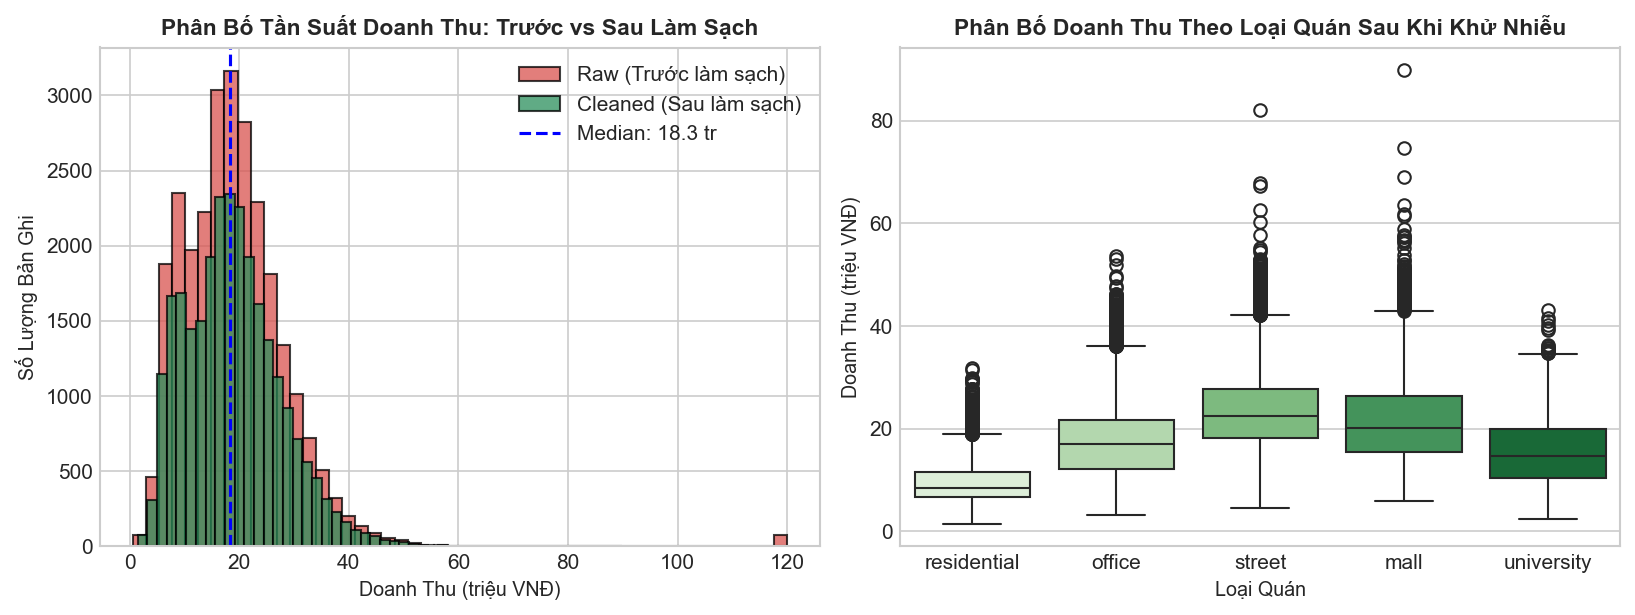 Phân Bố Tần Suất Doanh Thu: Trước vs Sau Làm Sạch
Raw (Trước làm sạch)
Cleaned (Sau làm sạch)
Median: 18.3 tr
Số Lượng Bản Ghi
3000
2500
2000
1500
1000
500
0
0 20 40 60 80 100 120
Doanh Thu (triệu VNĐ)
Phân Bố Doanh Thu Theo Loại Quán Sau Khi Khử Nhiễu
Doanh Thu (triệu VNĐ)
80
60
40
20
0
residential office street mall university
Loại Quán